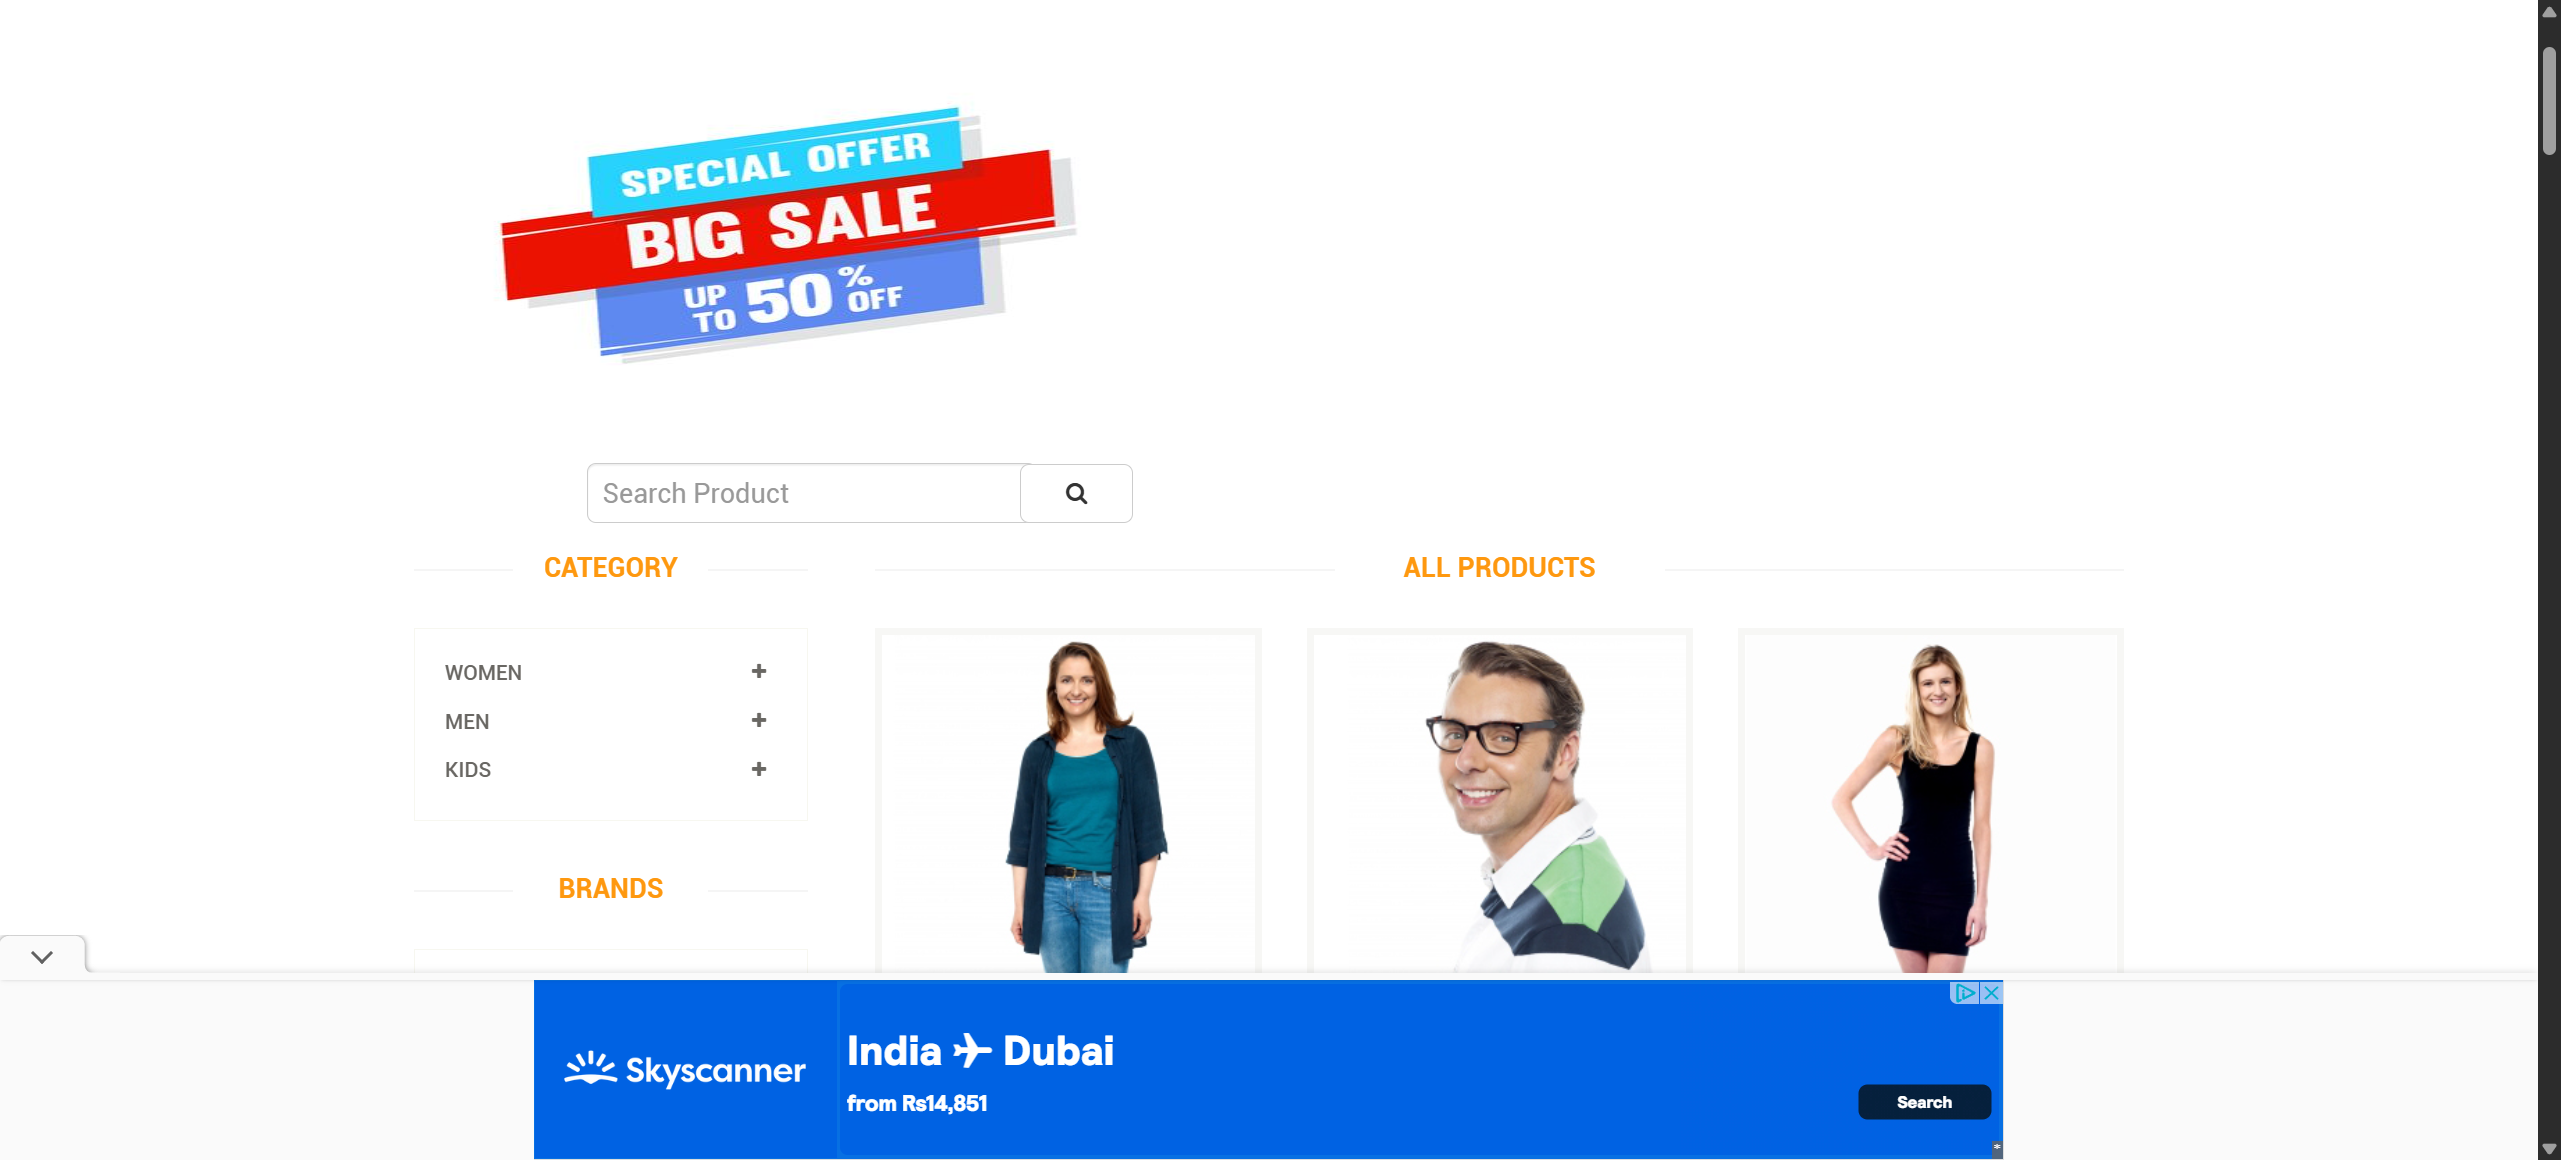 SPECIAL OFFER
BIG SALE
UP TO 50% OFF
Search Product
CATEGORY
WOMEN
MEN
KIDS
BRANDS
ALL PRODUCTS
Skyscanner
India Dubai
from Rs14,851
Search